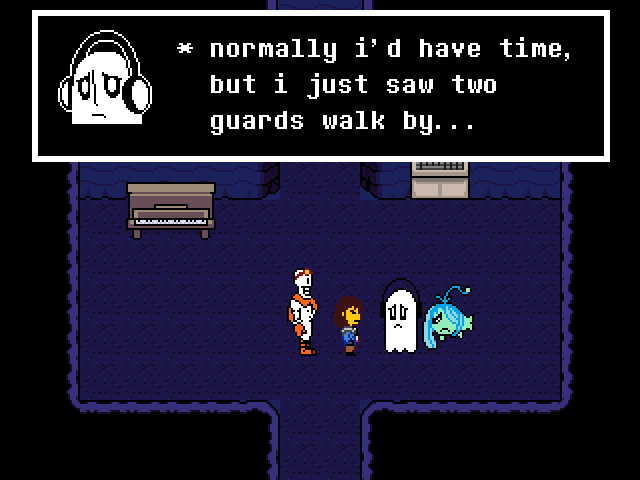 * normally i'd have time,
but i just saw two
guards walk by...